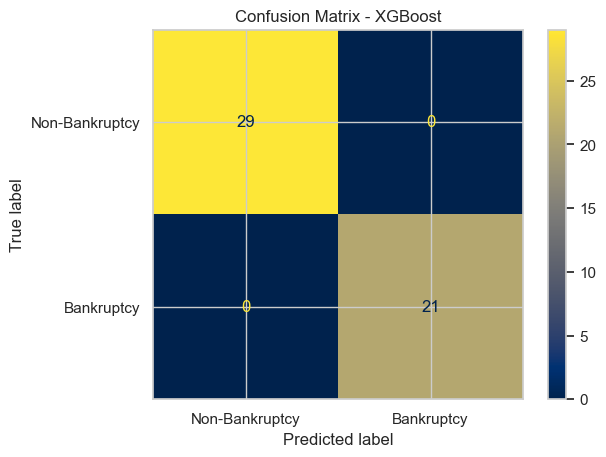 Confusion Matrix - XGBoost
True label
Non-Bankruptcy
Bankruptcy
29
0
0
21
Non-Bankruptcy
Bankruptcy
Predicted label
25
20
15
10
5
0